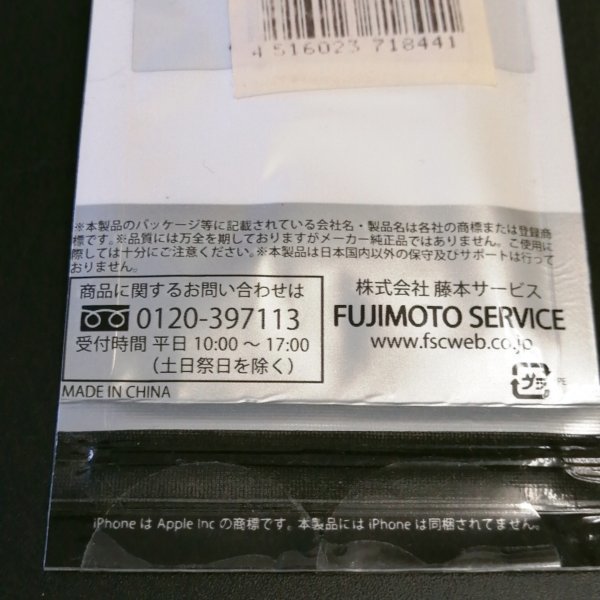 4 516023 718441
※本製品のパッケージ等に記載されている会社名・製品名は各社の商標または登録商
標です。※品質には万全を期しておりますがメーカー純正品ではありません。ご使用に
際しては十分にご注意ください。※本製品は日本国内以外の保守及びサポートは行って
おりません。
商品に関するお問い合わせは
0120-397113
受付時間 平日 10:00～17:00
（土日祭日を除く）
株式会社 藤本サービス
FUJIMOTO SERVICE
www.fscweb.co.jp
プラ
PE
MADE IN CHINA
iPhone は Apple Inc の商標です。本製品には iPhone は同梱されてません。